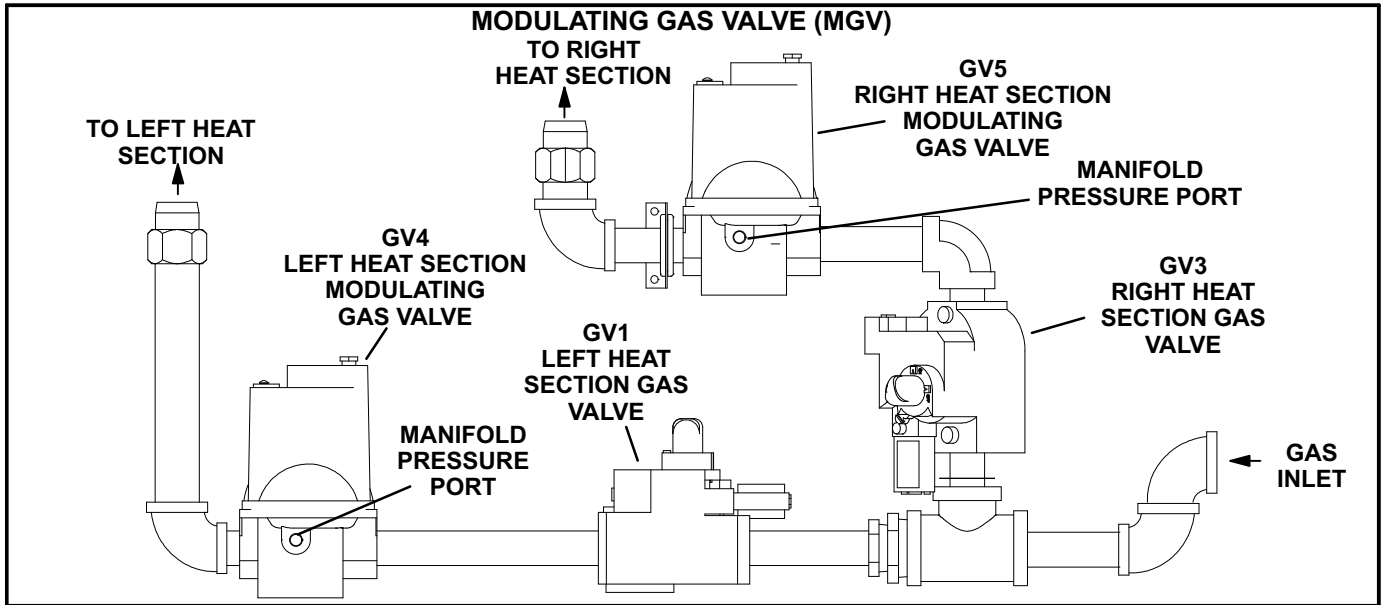 MODULATING GAS VALVE (MGV)
TO RIGHT
HEAT SECTION
GV5
RIGHT HEAT SECTION
MODULATING
GAS VALVE
TO LEFT HEAT
SECTION
MANIFOLD
PRESSURE PORT
GV4
LEFT HEAT SECTION
MODULATING
GAS VALVE
GV3
RIGHT HEAT
SECTION GAS
VALVE
GV1
LEFT HEAT
SECTION GAS
VALVE
MANIFOLD
PRESSURE
PORT
GAS
INLET